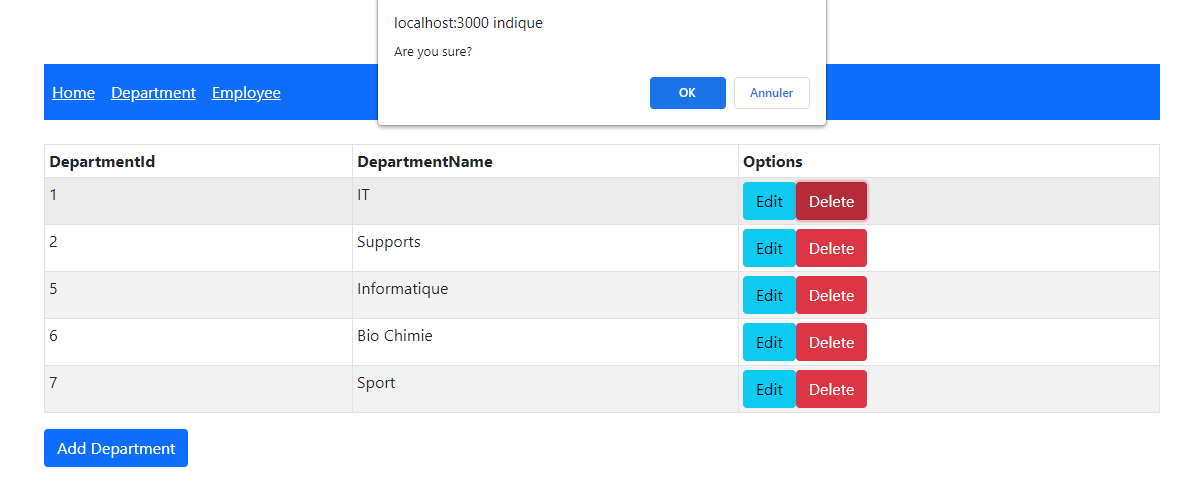 localhost:3000 indique
Are you sure?
OK Annuler
Home Department Employee
DepartmentId DepartmentName Options
1 IT Edit Delete
2 Supports Edit Delete
5 Informatique Edit Delete
6 Bio Chimie Edit Delete
7 Sport Edit Delete
Add Department